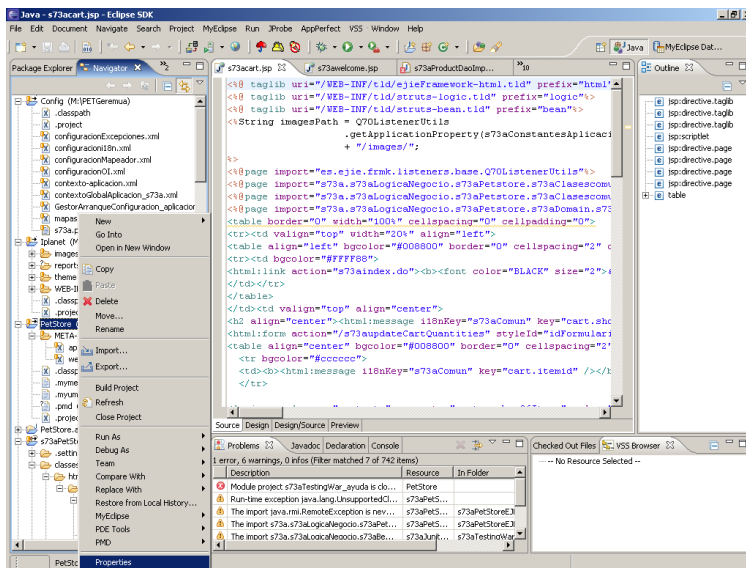 Java - s73acart.jsp - Eclipse SDK
File Edit Document Navigate Search Project MyEclipse Run JProbe AppPerfect VSS Window Help
Java MyEclipse Dat...
Package Explorer Navigator 2
s73acart.jsp s73awelcome.jsp s73aProductDaoImp... 10
Outline
Config (M:\PETGeremua)
.classpath
.project
configuracionExcepciones.xml
configuracionI18n.xml
configuracionMapeador.xml
configuracionOI.xml
contexto-aplicacion.xml
contextoGlobalAplicacion_s73a.xml
GestorArranqueConfiguracion_aplicacion
mapas
s73a.p
Iplanet (M
images
reports
theme
WEB-I
.classp
.projec
PetStore (
META-
ap
we
.classp
.myme
.myum
.pmd
.projec
PetStore.a
s73aPetSt
.settin
classes
htr
New
Go Into
Open in New Window
Copy
Paste
Delete
Move...
Rename
Import...
Export...
Build Project
Refresh
Close Project
Run As
Debug As
Team
Compare With
Replace With
Restore from Local History...
MyEclipse
PDE Tools
PMD
Properties
<%@ taglib uri="/WEB-INF/tld/ejieFramework-html.tld" prefix="html"
<%@ taglib uri="/WEB-INF/tld/struts-logic.tld" prefix="logic"%>
<%@ taglib uri="/WEB-INF/tld/struts-bean.tld" prefix="bean"%>
<%String imagesPath = Q70ListenerUtils
.getApplicationProperty(s73aConstantesAplicaci
+ "/images/";
%>
<%@page import="es.ejie.frmk.listeners.base.Q70ListenerUtils"%>
<%@page import="s73a.s73aLogicaNegocio.s73aPetstore.s73aClasescomu
<%@page import="s73a.s73aLogicaNegocio.s73aPetstore.s73aClasescomu
<%@page import="s73a.s73aLogicaNegocio.s73aPetstore.s73aDomain.s73
<table border="0" width="100%" cellspacing="0" cellpadding="0">
<tr><td valign="top" width="20%" align="left">
<table align="left" bgcolor="#008800" border="0" cellspacing="2" c
<tr><td bgcolor="#FFFF88">
<html:link action="s73aindex.do"><b><font color="BLACK" size="2">
</td></tr>
</table>
</td><td valign="top" align="center">
<h2 align="center"><html:message i18nKey="s73aComun" key="cart.sho
<html:form action="/s73aupdateCartQuantities" styleId="idFormulari
<table align="center" bgcolor="#008800" border="0" cellspacing="2"
<tr bgcolor="#cccccc">
<td><b><html:message i18nKey="s73aComun" key="cart.itemid" /></b
</tr>
Source Design Design/Source Preview
jsp:directive.taglib
jsp:directive.taglib
jsp:directive.taglib
jsp:scriptlet
jsp:directive.page
jsp:directive.page
jsp:directive.page
jsp:directive.page
table
Problems Javadoc Declaration Console
1 error, 6 warnings, 0 infos (Filter matched 7 of 742 items)
Description Resource In Folder
Module project s73aTestingWar_ayuda is clo... PetStore
Run-time exception java.lang.UnsupportedCl... s73aPetS...
The import java.rmi.RemoteException is nev... s73aPetS... s73aPetStoreEJ
The import s73a.s73aLogicaNegocio.s73aPet... s73aPetS... s73aPetStoreEJ
The import s73a.s73aLogicaNegocio.s73aBe... s73aJunit... s73aTestingWar
Checked Out Files VSS Browser
--- No Resource Selected --
PetStc